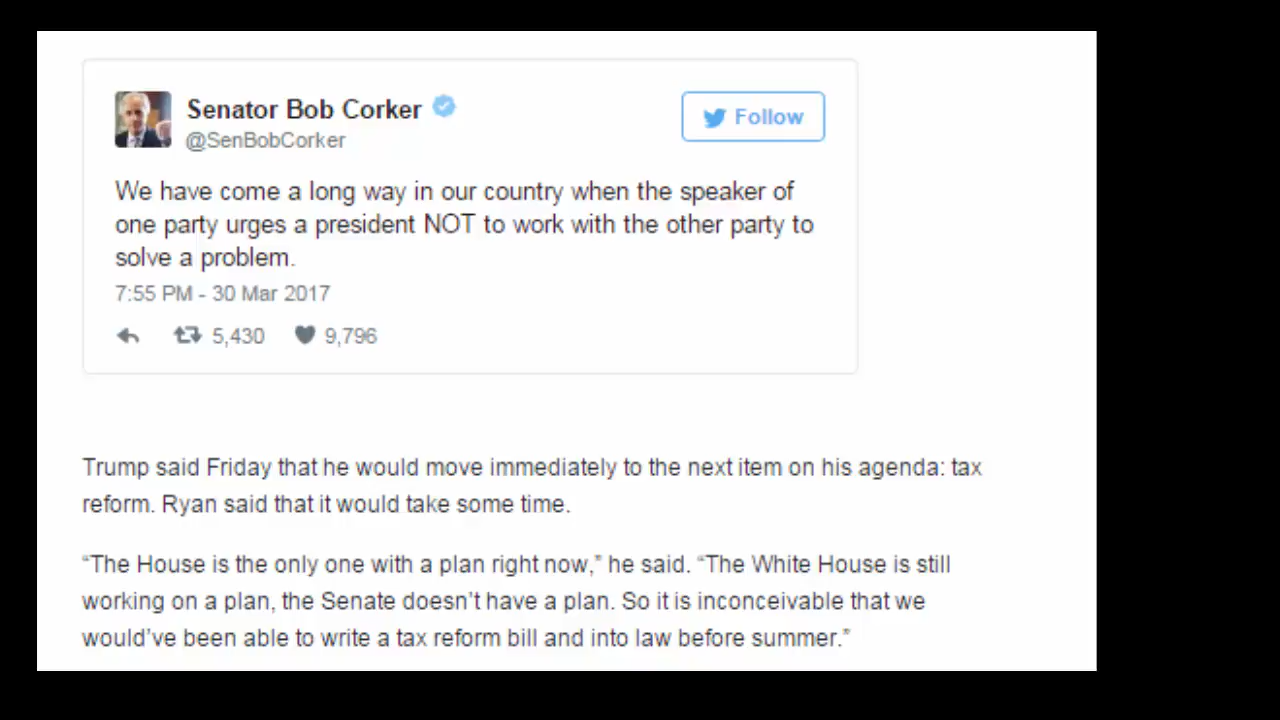 Senator Bob Corker
Follow
@SenBobCorker
We have come a long way in our country when the speaker of
one party urges a president NOT to work with the other party to
solve a problem.
7:55 PM - 30 Mar 2017
5,430 9,796
Trump said Friday that he would move immediately to the next item on his agenda: tax
reform. Ryan said that it would take some time.
“The House is the only one with a plan right now,” he said. “The White House is still
working on a plan, the Senate doesn’t have a plan. So it is inconceivable that we
would’ve been able to write a tax reform bill and into law before summer.”